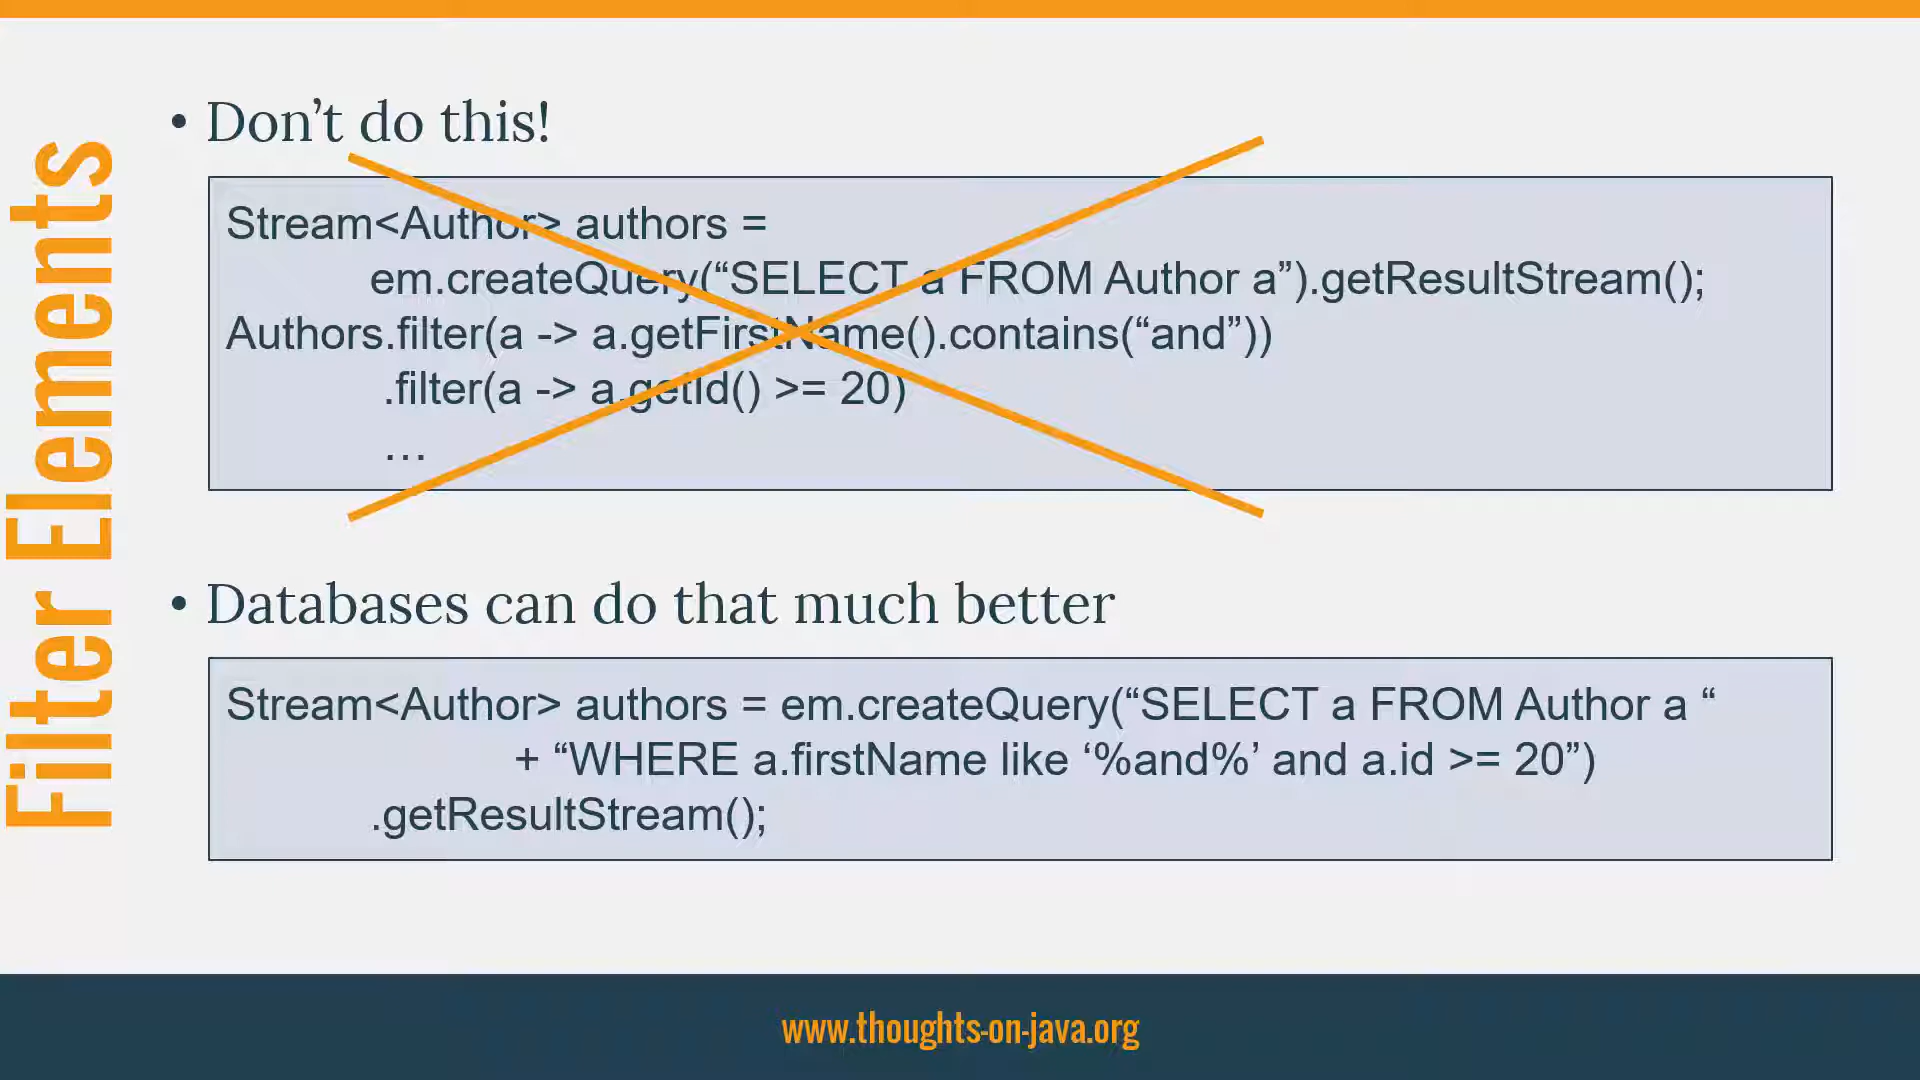 Filter Elements
• Don’t do this!
Stream<Author> authors =
em.createQuery(“SELECT a FROM Author a”).getResultStream();
Authors.filter(a -> a.getFirstName().contains(“and”))
.filter(a -> a.getId() >= 20)
…
• Databases can do that much better
Stream<Author> authors = em.createQuery(“SELECT a FROM Author a “
+ “WHERE a.firstName like ‘%and%’ and a.id >= 20”)
.getResultStream();
www.thoughts-on-java.org